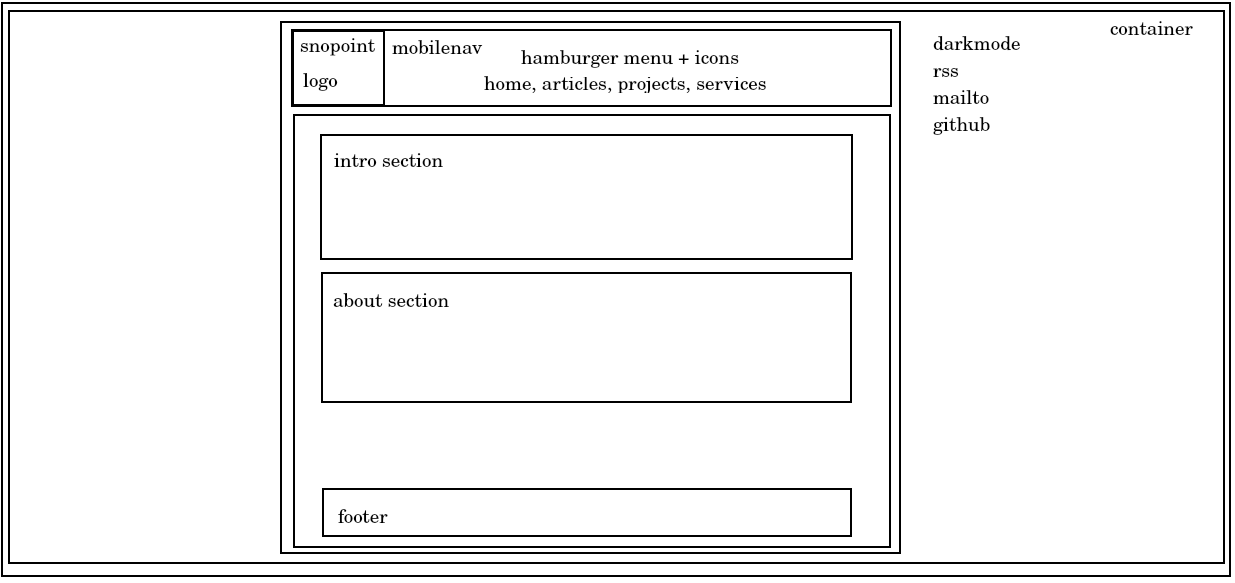 container
snopoint
logo
mobilenav
hamburger menu + icons
home, articles, projects, services
darkmode
rss
mailto
github
intro section
about section
footer